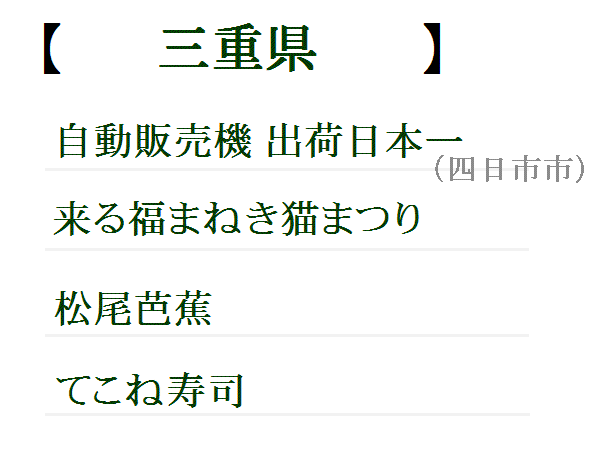 【 三重県 】
自動販売機 出荷日本一
(四日市市)
来る福まねき猫まつり
松尾芭蕉
てこね寿司